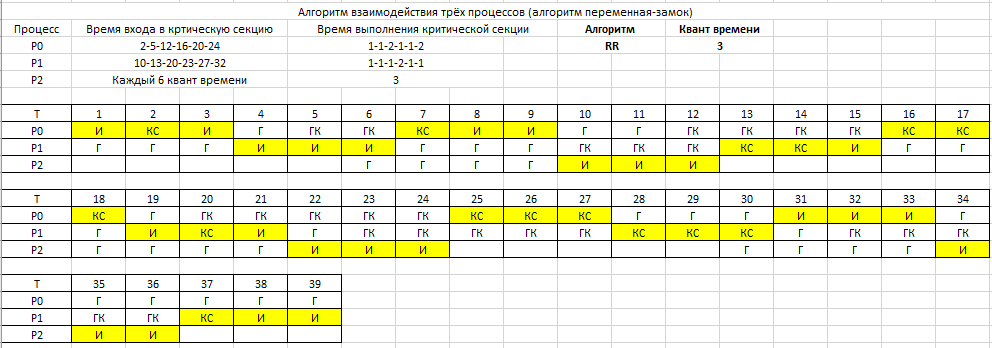 Алгоритм взаимодействия трёх процессов (алгоритм переменная-замок)
Процесс Время входа в кртическую секцию Время выполнения критической секции Алгоритм Квант времени
P0 2-5-12-16-20-24 1-1-2-1-1-2 RR 3
P1 10-13-20-23-27-32 1-1-1-2-1-1
P2 Каждый 6 квант времени 3
T 1 2 3 4 5 6 7 8 9 10 11 12 13 14 15 16 17
P0 И КС И Г ГК ГК КС И И Г Г ГК ГК ГК ГК КС КС
P1 Г Г Г И И И Г Г Г ГК ГК ГК КС КС И Г Г
P2 Г Г Г Г И И И
T 18 19 20 21 22 23 24 25 26 27 28 29 30 31 32 33 34
P0 КС Г ГК ГК ГК ГК ГК КС КС КС Г Г Г И И И Г
P1 Г И КС И Г ГК ГК ГК ГК ГК КС КС КС Г ГК ГК ГК
P2 И И И Г Г Г Г И
T 35 36 37 38 39
P0 Г Г Г Г Г
P1 ГК ГК КС И И
P2 И И